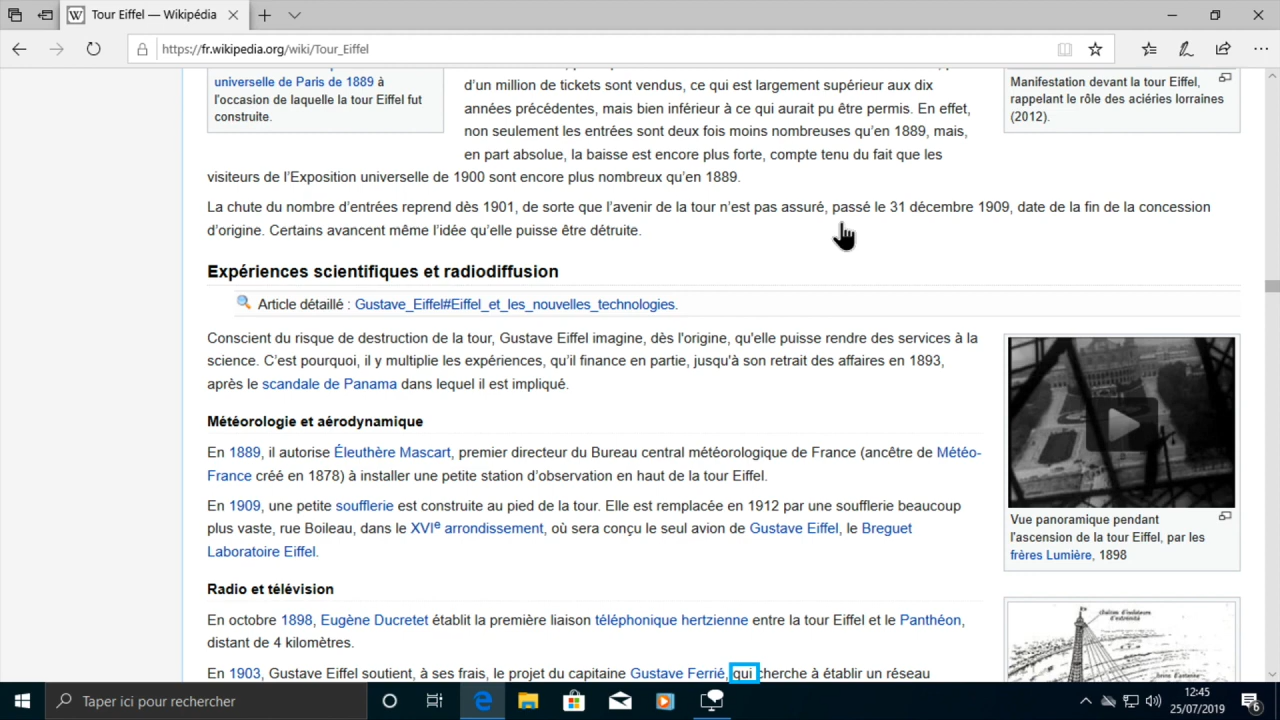 Tour Eiffel — Wikipédia
https://fr.wikipedia.org/wiki/Tour_Eiffel
universelle de Paris de 1889 à
l'occasion de laquelle la tour Eiffel fut
construite.
d’un million de tickets sont vendus, ce qui est largement supérieur aux dix
années précédentes, mais bien inférieur à ce qui aurait pu être permis. En effet,
non seulement les entrées sont deux fois moins nombreuses qu’en 1889, mais,
en part absolue, la baisse est encore plus forte, compte tenu du fait que les
visiteurs de l’Exposition universelle de 1900 sont encore plus nombreux qu’en 1889.
Manifestation devant la tour Eiffel,
rappelant le rôle des aciéries lorraines
(2012).
La chute du nombre d’entrées reprend dès 1901, de sorte que l’avenir de la tour n’est pas assuré, passé le 31 décembre 1909, date de la fin de la concession
d’origine. Certains avancent même l’idée qu’elle puisse être détruite.
Expériences scientifiques et radiodiffusion
Article détaillé : Gustave_Eiffel#Eiffel_et_les_nouvelles_technologies.
Conscient du risque de destruction de la tour, Gustave Eiffel imagine, dès l'origine, qu'elle puisse rendre des services à la
science. C’est pourquoi, il y multiplie les expériences, qu’il finance en partie, jusqu'à son retrait des affaires en 1893,
après le scandale de Panama dans lequel il est impliqué.
Météorologie et aérodynamique
En 1889, il autorise Éleuthère Mascart, premier directeur du Bureau central météorologique de France (ancêtre de Météo-
France créé en 1878) à installer une petite station d’observation en haut de la tour Eiffel.
En 1909, une petite soufflerie est construite au pied de la tour. Elle est remplacée en 1912 par une soufflerie beaucoup
plus vaste, rue Boileau, dans le XVIe arrondissement, où sera conçu le seul avion de Gustave Eiffel, le Breguet
Laboratoire Eiffel.
Vue panoramique pendant
l'ascension de la tour Eiffel, par les
frères Lumière, 1898
Radio et télévision
En octobre 1898, Eugène Ducretet établit la première liaison téléphonique hertzienne entre la tour Eiffel et le Panthéon,
distant de 4 kilomètres.
En 1903, Gustave Eiffel soutient, à ses frais, le projet du capitaine Gustave Ferrié, qui cherche à établir un réseau
Taper ici pour rechercher
12:45
25/07/2019
6